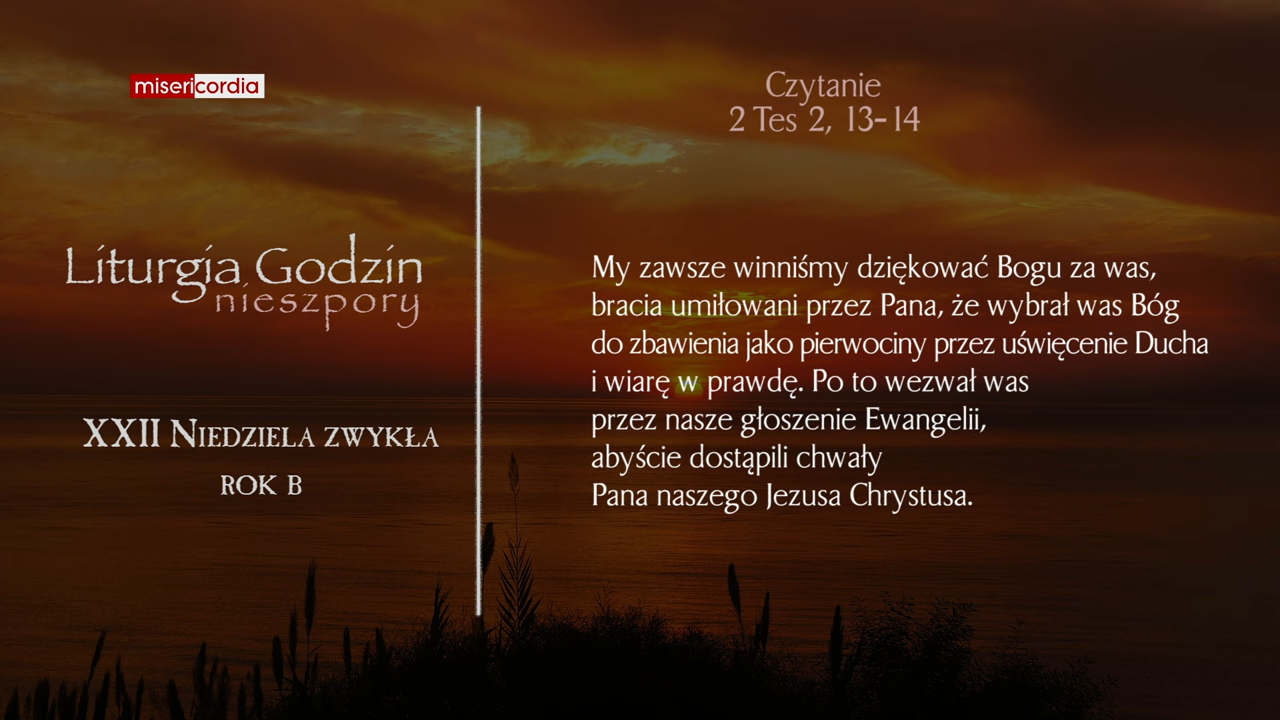 misericordia
Liturgia Godzin
nieszpory
XXII Niedziela zwykła
rok B
Czytanie
2 Tes 2, 13-14
My zawsze winniśmy dziękować Bogu za was,
bracia umiłowani przez Pana, że wybrał was Bóg
do zbawienia jako pierwociny przez uświęcenie Ducha
i wiarę w prawdę. Po to wezwał was
przez nasze głoszenie Ewangelii,
abyście dostąpili chwały
Pana naszego Jezusa Chrystusa.